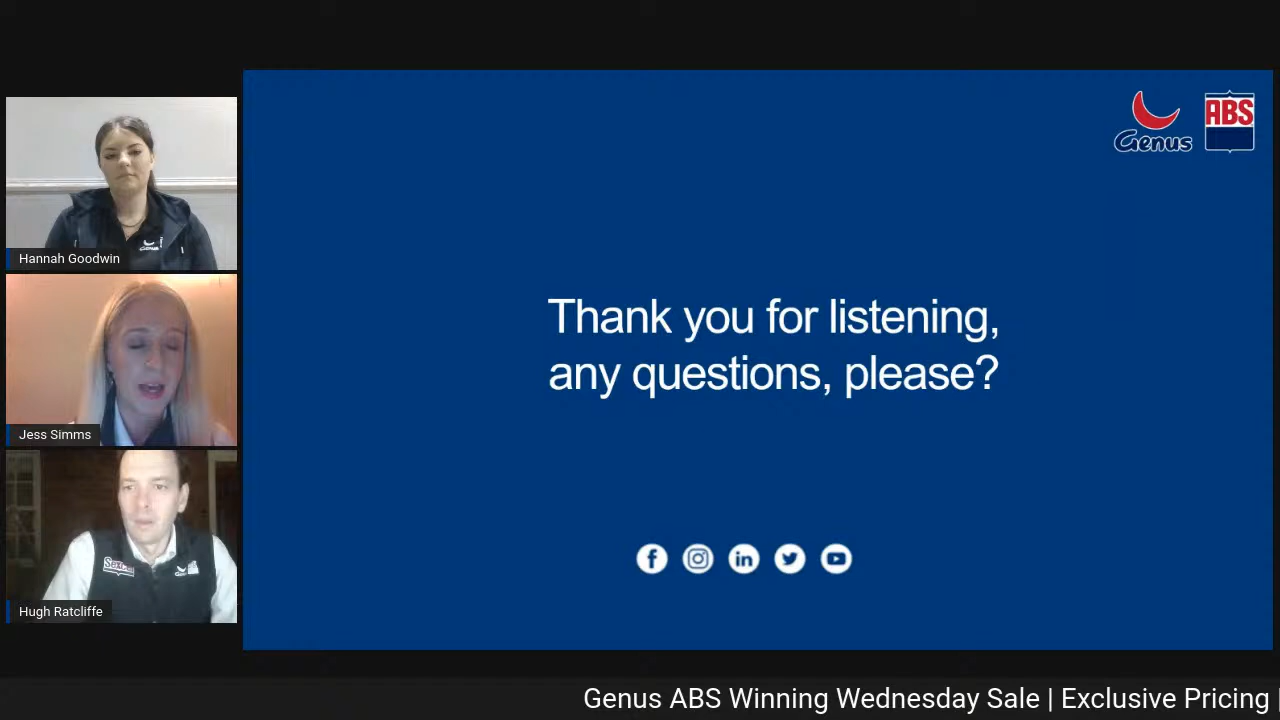 Genus
ABS
Thank you for listening,
any questions, please?
Genus
Hannah Goodwin
Jess Simms
Hugh Ratcliffe
Genus ABS Winning Wednesday Sale | Exclusive Pricing